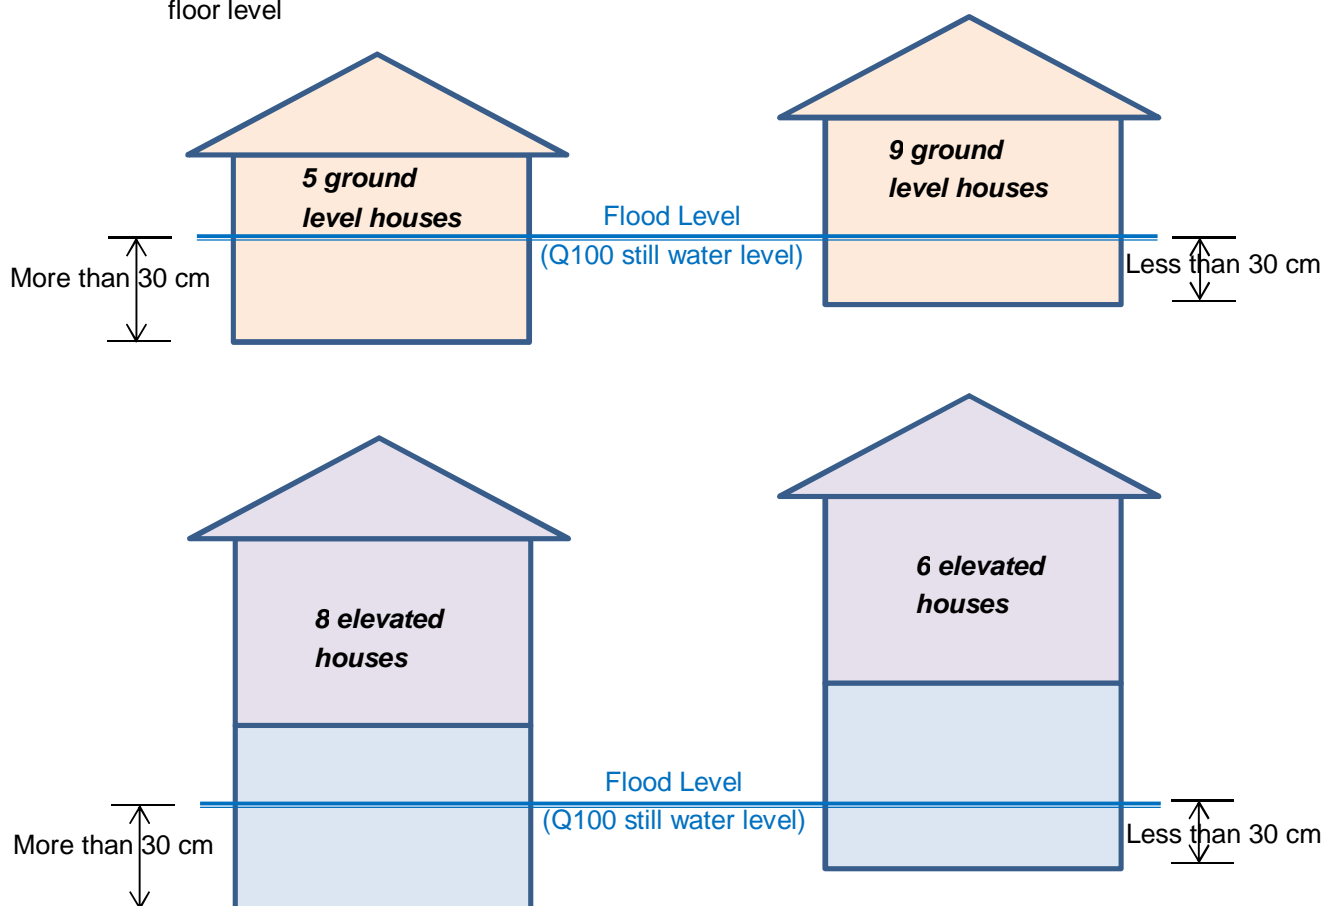 floor level
5 ground
level houses
9 ground
level houses
Flood Level
(Q100 still water level)
More than 30 cm
Less than 30 cm
8 elevated
houses
6 elevated
houses
Flood Level
(Q100 still water level)
More than 30 cm
Less than 30 cm